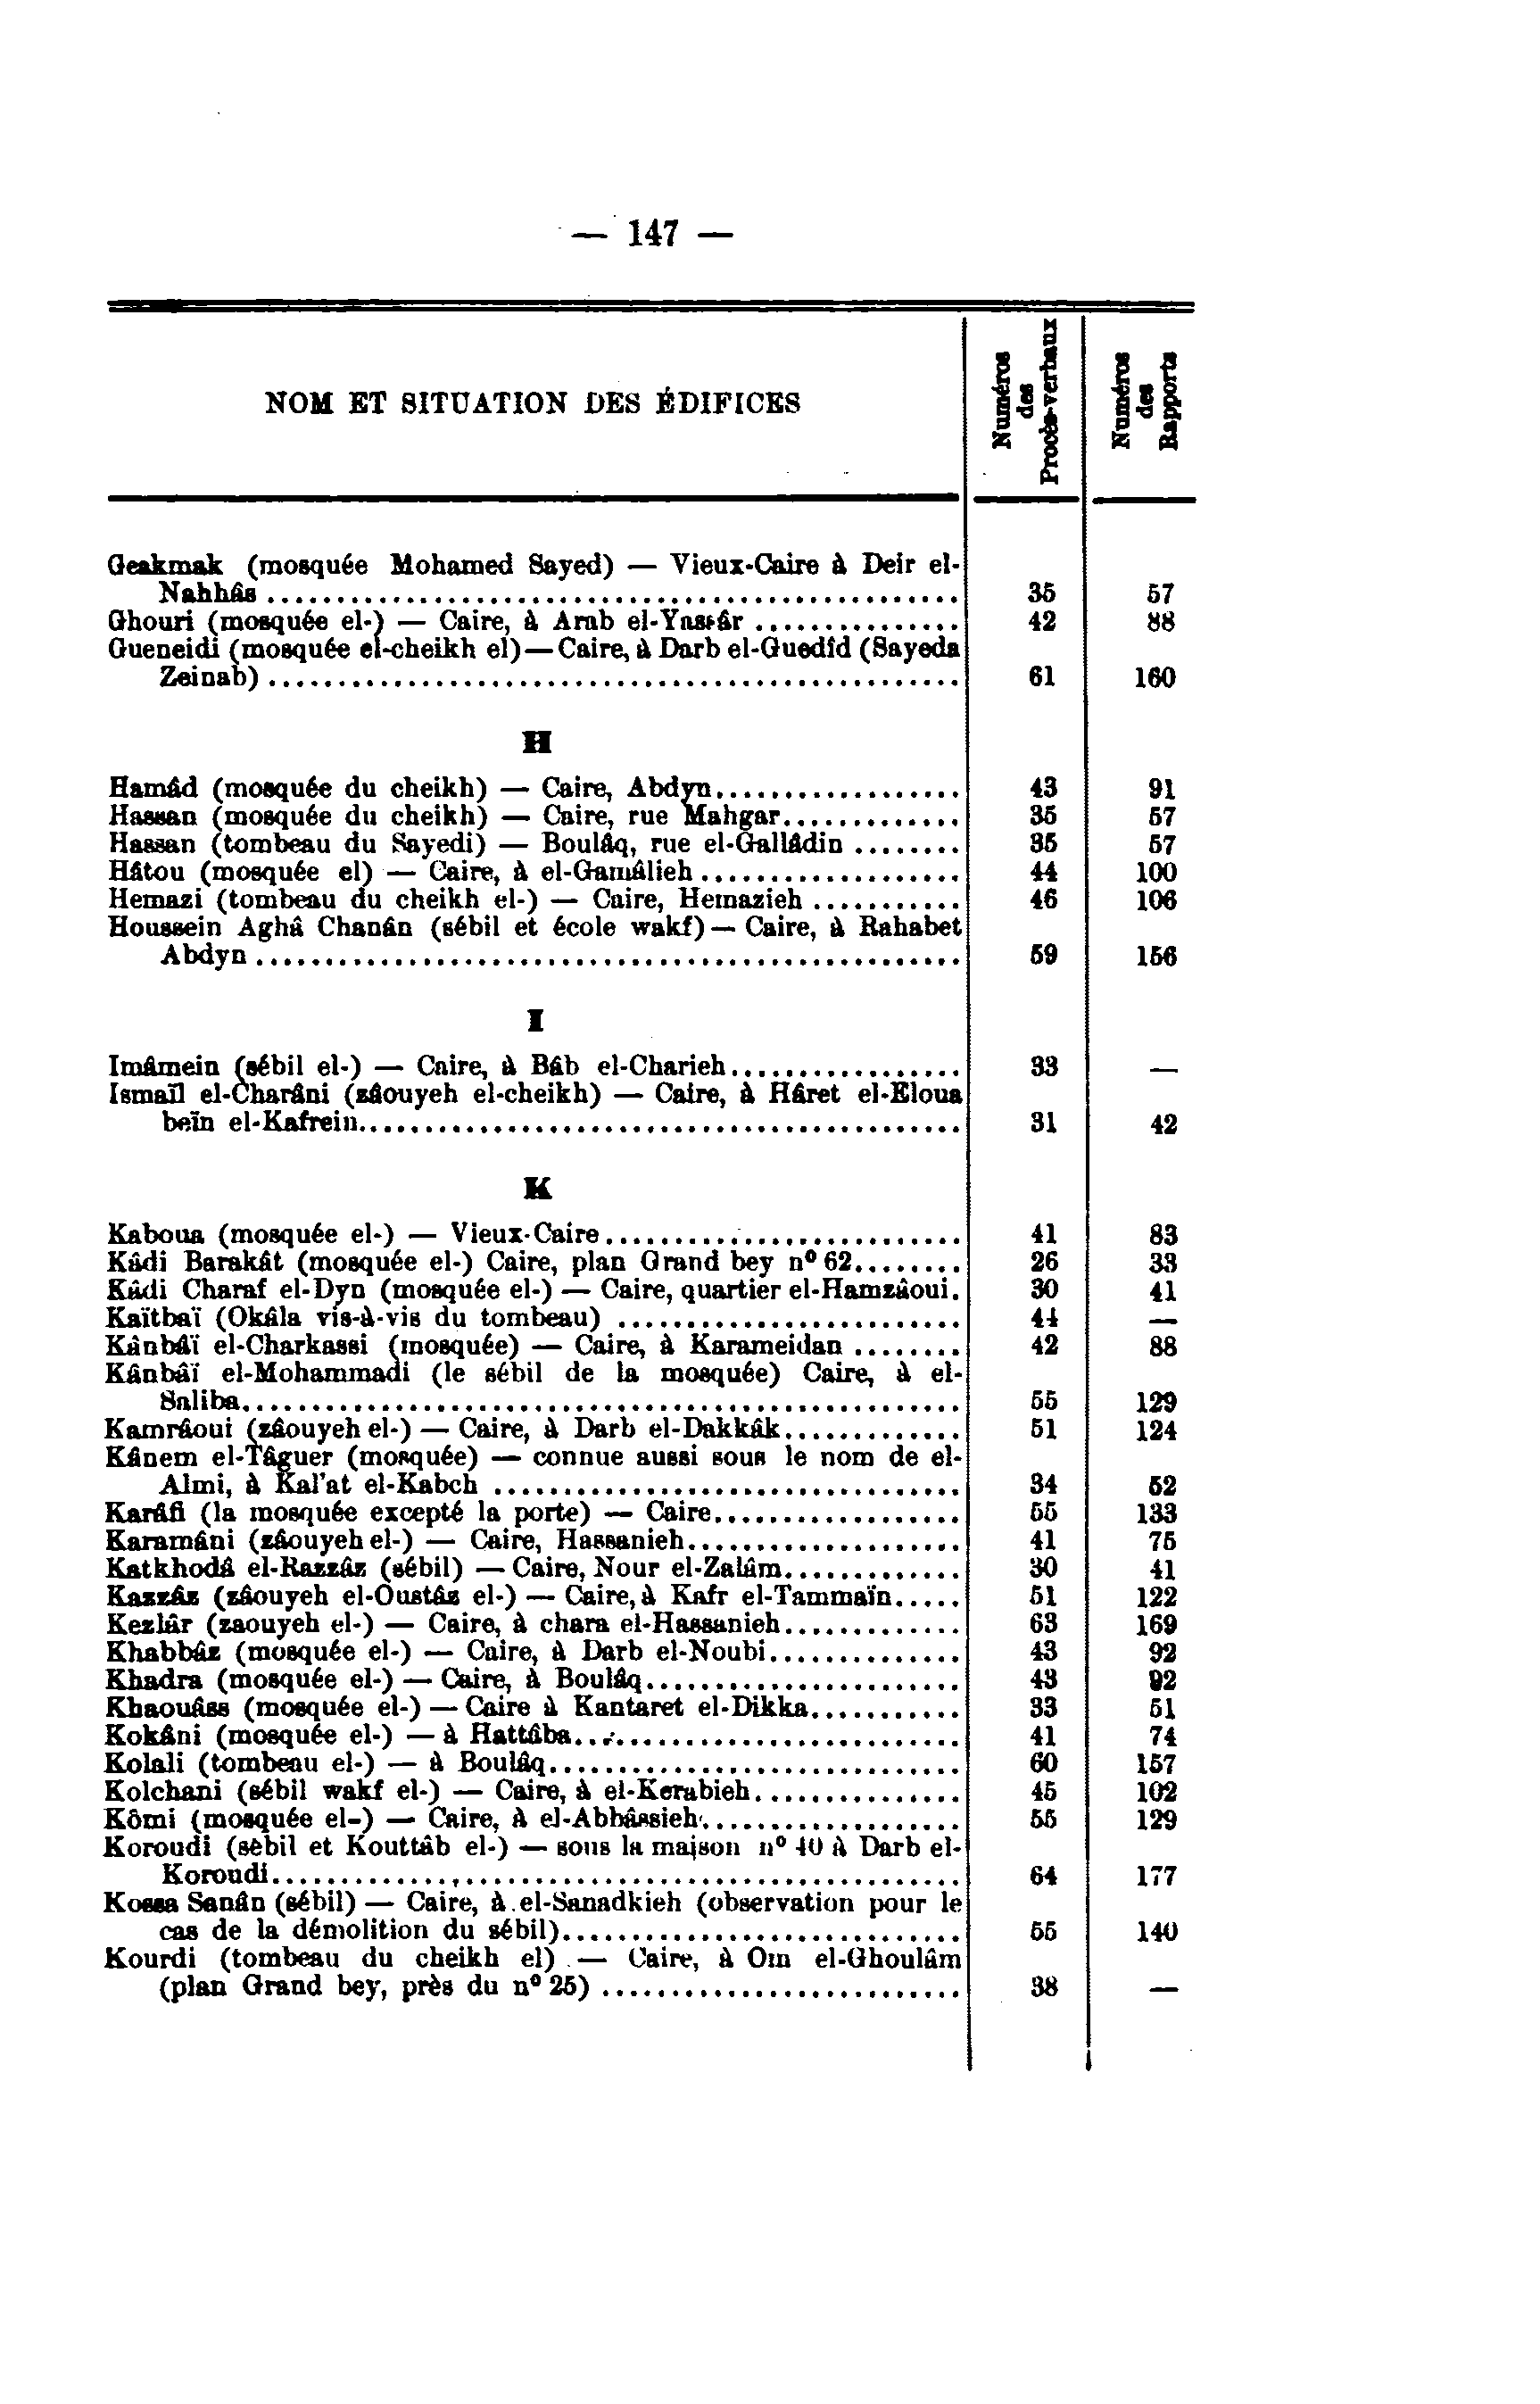 — 147 —
NOM ET SITUATION DES ÉDIFICES
Numéros
des
Procès-verbaux
Numéros
des
Rapports
Geakmak (mosquée Mohamed Sayed) — Vieux-Caire à Deir el-
Nahhâs .................................................. 35 57
Ghouri (mosquée el-) — Caire, à Arab el-Yassâr ............... 42 88
Gueneidi (mosquée el-cheikh el) — Caire, à Darb el-Guedîd (Sayeda
Zeinab) .................................................. 61 160
H
Hamâd (mosquée du cheikh) — Caire, Abdyn.................. 43 91
Hassan (mosquée du cheikh) — Caire, rue Mahgar............. 35 57
Hassan (tombeau du Sayedi) — Boulâq, rue el-Gallâdin ........ 35 57
Hâtou (mosquée el) — Caire, à el-Gamâlieh ................... 44 100
Hemazi (tombeau du cheikh el-) — Caire, Hemazieh ........... 46 106
Houssein Aghâ Chanân (sébil et école wakf) — Caire, à Rahabet
Abdyn ................................................... 59 156
I
Imâmein (sébil el-) — Caire, à Bâb el-Charieh................. 33 —
Ismaïl el-Charâni (zâouyeh el-cheikh) — Caire, à Hâret el-Eloua
beïn el-Kafrein............................................ 31 42
K
Kaboua (mosquée el-) — Vieux-Caire.......................... 41 83
Kâdi Barakât (mosquée el-) Caire, plan Grand bey nº 62........ 26 33
Kâdi Charaf el-Dyn (mosquée el-) — Caire, quartier el-Hamzâoui. 30 41
Kaïtbaï (Okâla vis-à-vis du tombeau) ......................... 44 —
Kânbâï el-Charkassi (mosquée) — Caire, à Karameidan ........ 42 88
Kânbâï el-Mohammadi (le sébil de la mosquée) Caire, à el-
Saliba.................................................... 55 129
Kamrâoui (zâouyeh el-) — Caire, à Darb el-Dakkâk............. 51 124
Kânem el-Tâguer (mosquée) — connue aussi sous le nom de el-
Almi, à Kal'at el-Kabch .................................. 34 52
Karâfi (la mosquée excepté la porte) — Caire.................. 55 133
Karamâni (zâouyeh el-) — Caire, Hassanieh.................... 41 75
Katkhodâ el-Razzâz (sébil) — Caire, Nour el-Zalâm............. 30 41
Kazzâz (zâouyeh el-Oustâz el-) — Caire, à Kafr el-Tammaïn..... 51 122
Kezlâr (zaouyeh el-) — Caire, à chara el-Hassanieh............. 63 169
Khabbâz (mosquée el-) — Caire, à Darb el-Noubi.............. 43 92
Khadra (mosquée el-) — Caire, à Boulâq....................... 43 92
Khaouâss (mosquée el-) — Caire à Kantaret el-Dikka........... 33 51
Kokâni (mosquée el-) — à Hattâba............................ 41 74
Kolali (tombeau el-) — à Boulâq.............................. 60 157
Kolchani (sébil wakf el-) — Caire, à el-Kerabieh............... 45 102
Kômi (mosquée el-) — Caire, à el-Abbâssieh................... 55 129
Koroudi (sébil et Kouttâb el-) — sous la maison nº 40 à Darb el-
Koroudi.................................................. 64 177
Kossa Sanân (sébil) — Caire, à el-Sanadkieh (observation pour le
cas de la démolition du sébil)............................. 55 140
Kourdi (tombeau du cheikh el) — Caire, à Om el-Ghoulâm
(plan Grand bey, près du nº 25) .......................... 38 —